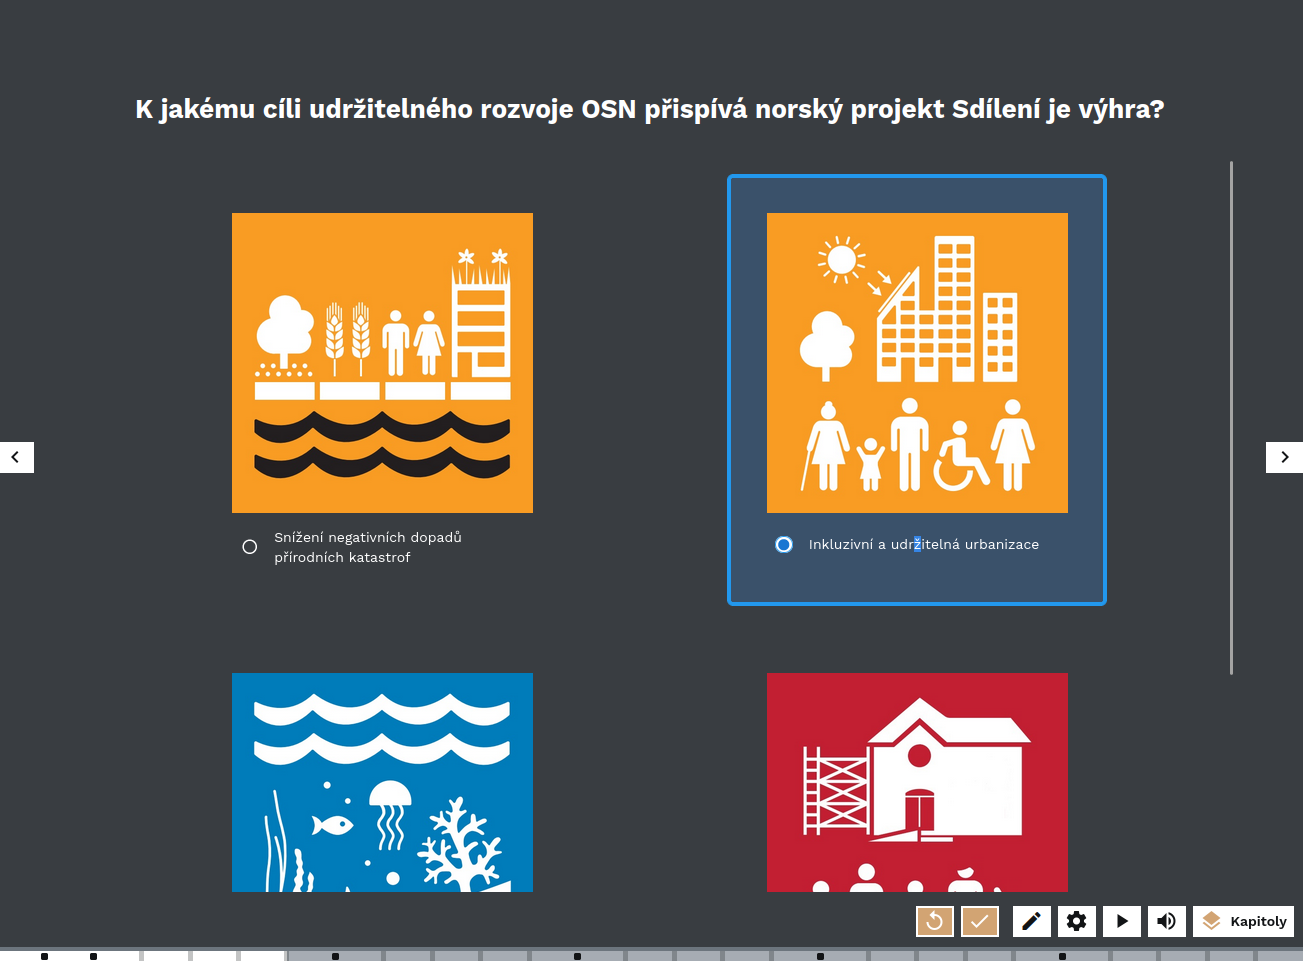 K jakému cíli udržitelného rozvoje OSN přispívá norský projekt Sdílení je výhra?
Snížení negativních dopadů
přírodních katastrof
Inkluzivní a udržitelná urbanizace
Kapitoly